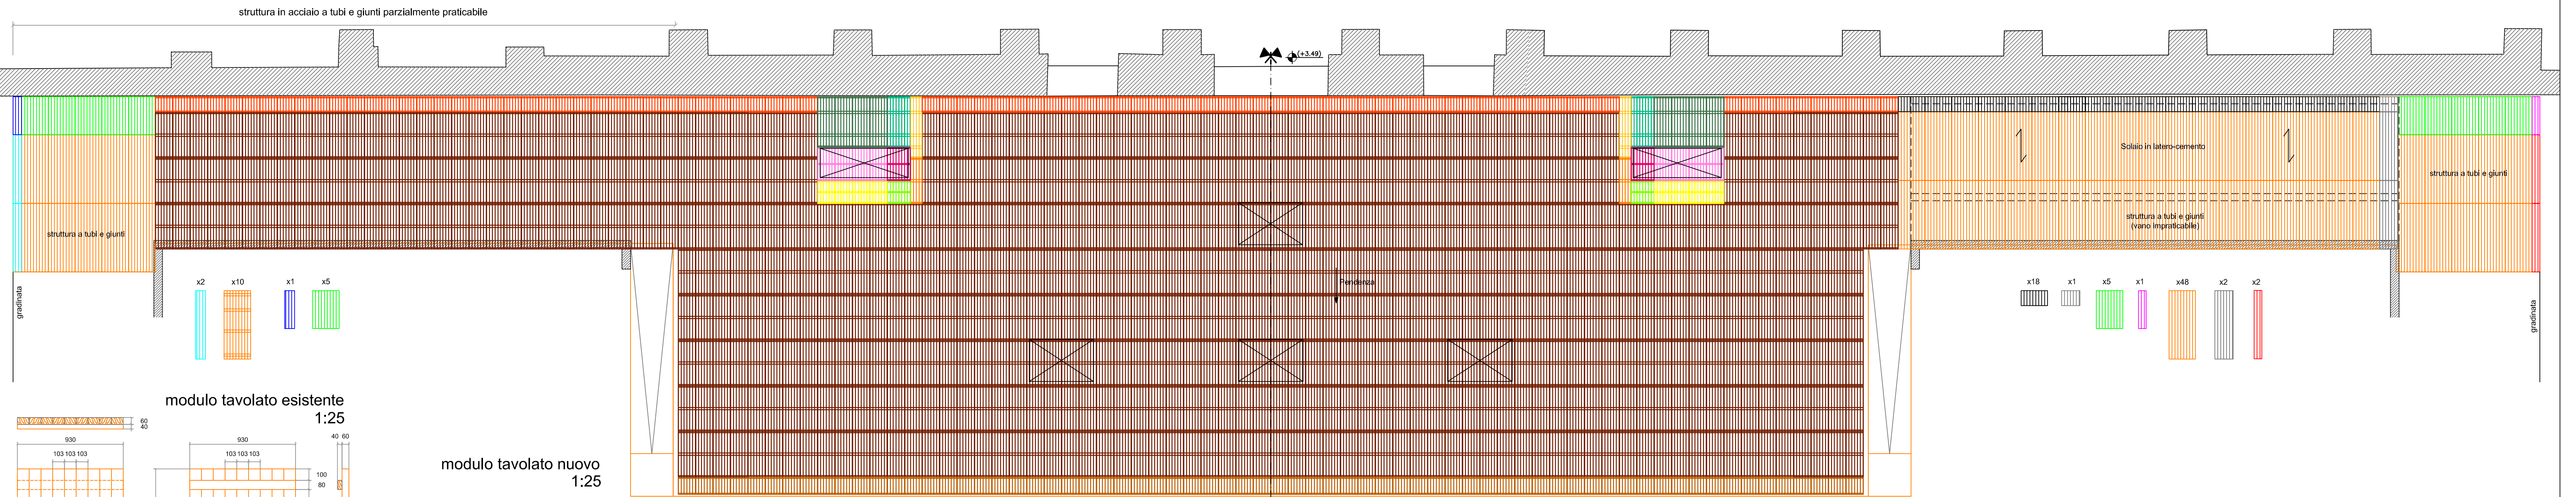 struttura in acciaio a tubi e giunti parzialmente praticabile
(+3.49)
Solaio in latero-cemento
struttura a tubi e giunti
struttura a tubi e giunti
(vano impraticabile)
struttura a tubi e giunti
Pendenza
gradinata
x2
x10
x1
x5
x18
x1
x5
x1
x48
x2
x2
gradinata
modulo tavolato esistente
1:25
60
40
930
103 103 103
930
103 103 103
40 60
100
80
modulo tavolato nuovo
1:25